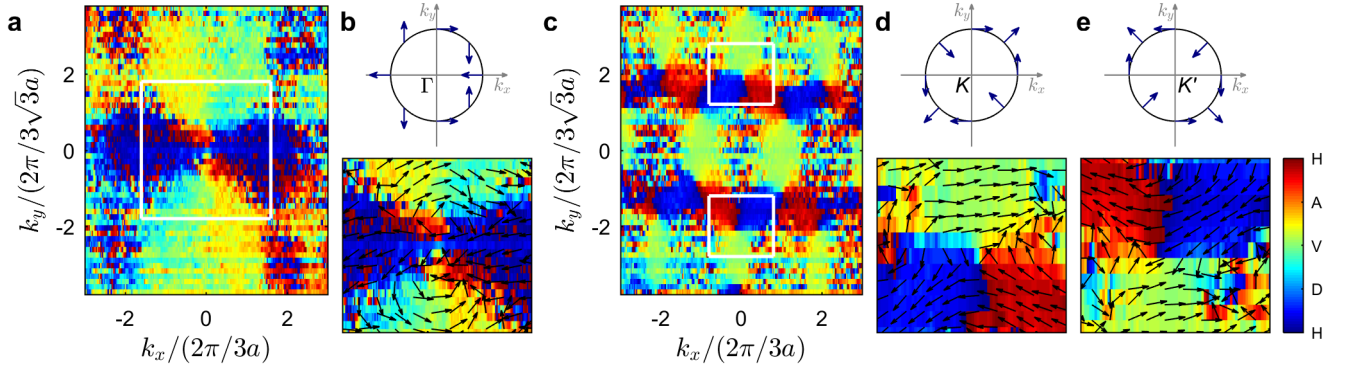 a
2
0
-2
k_y/(2π/3√3a)
-2 0 2
k_x/(2π/3a)
b
k_y
Γ
k_x
c
2
0
-2
k_y/(2π/3√3a)
-2 0 2
k_x/(2π/3a)
d
k_y
K
k_x
e
k_y
K'
k_x
H
A
V
D
H